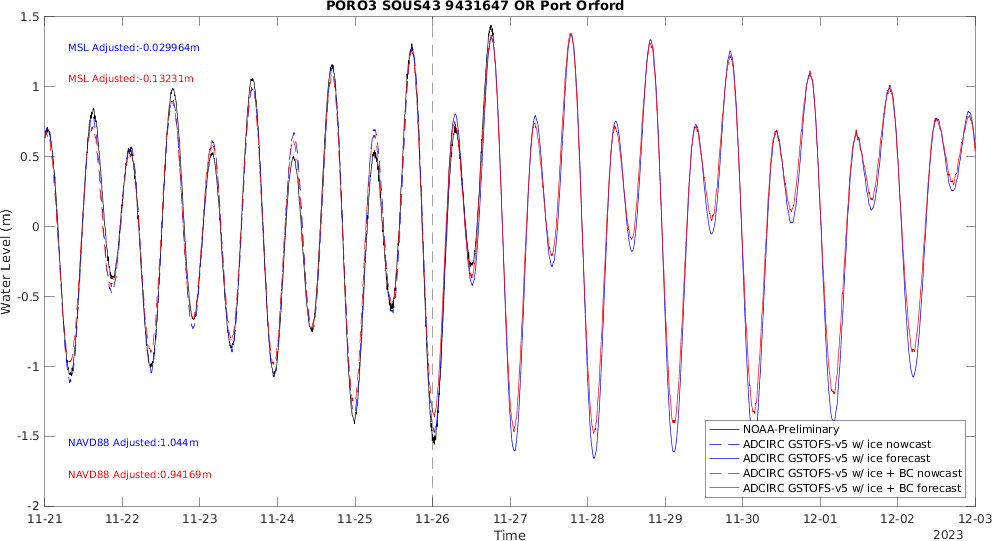 PORO3 SOUS43 9431647 OR Port Orford
1.5
MSL Adjusted:-0.029964m
MSL Adjusted:-0.13231m
1
0.5
0
-0.5
-1
-1.5
-2
Water Level (m)
NAVD88 Adjusted:1.044m
NAVD88 Adjusted:0.94169m
NOAA-Preliminary
ADCIRC GSTOFS-v5 w/ ice nowcast
ADCIRC GSTOFS-v5 w/ ice forecast
ADCIRC GSTOFS-v5 w/ ice + BC nowcast
ADCIRC GSTOFS-v5 w/ ice + BC forecast
11-21 11-22 11-23 11-24 11-25 11-26 11-27 11-28 11-29 11-30 12-01 12-02 12-03
Time
2023